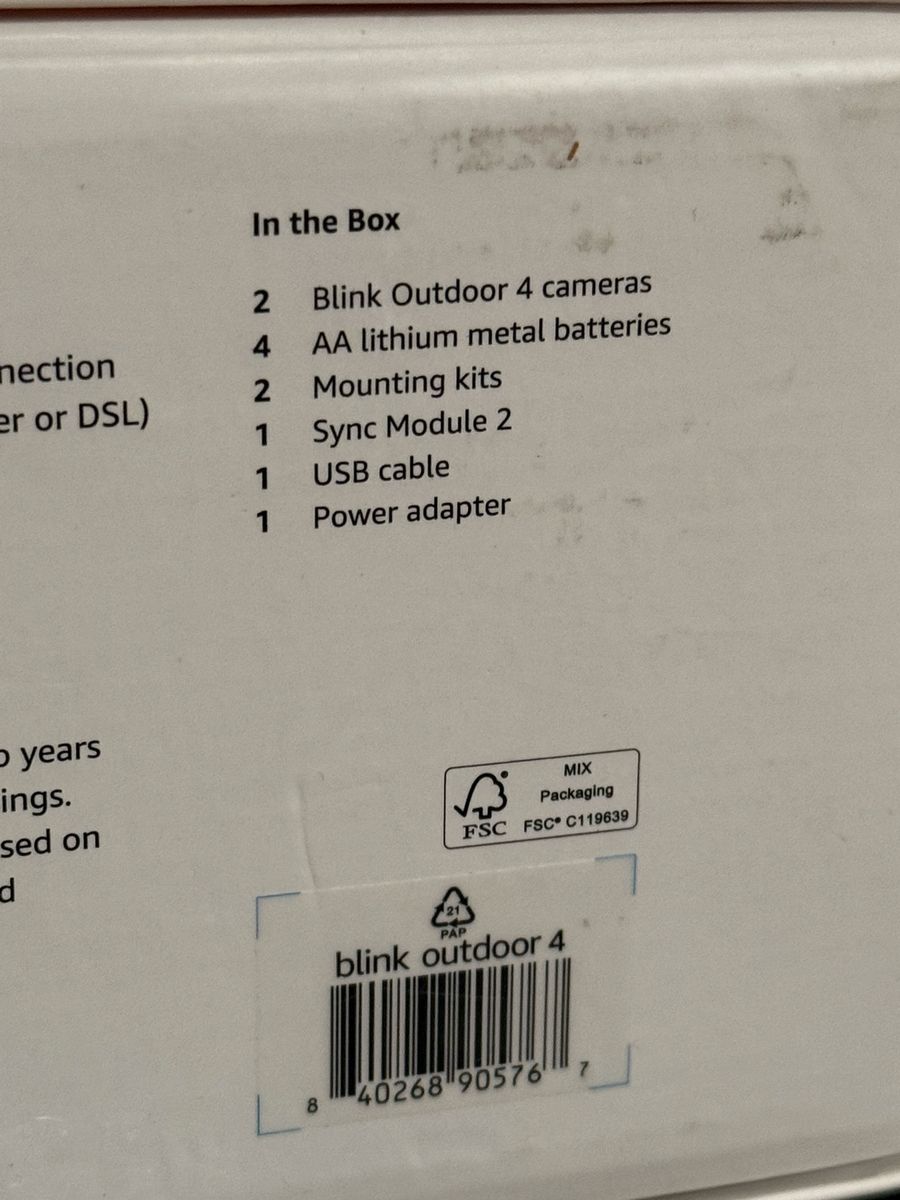 In the Box
2 Blink Outdoor 4 cameras
4 AA lithium metal batteries
2 Mounting kits
1 Sync Module 2
1 USB cable
1 Power adapter
nection
er or DSL)
years
ings.
sed on
d
MIX
Packaging
FSC FSC® C119639
21
PAP
blink outdoor 4
8 40268 90576 7